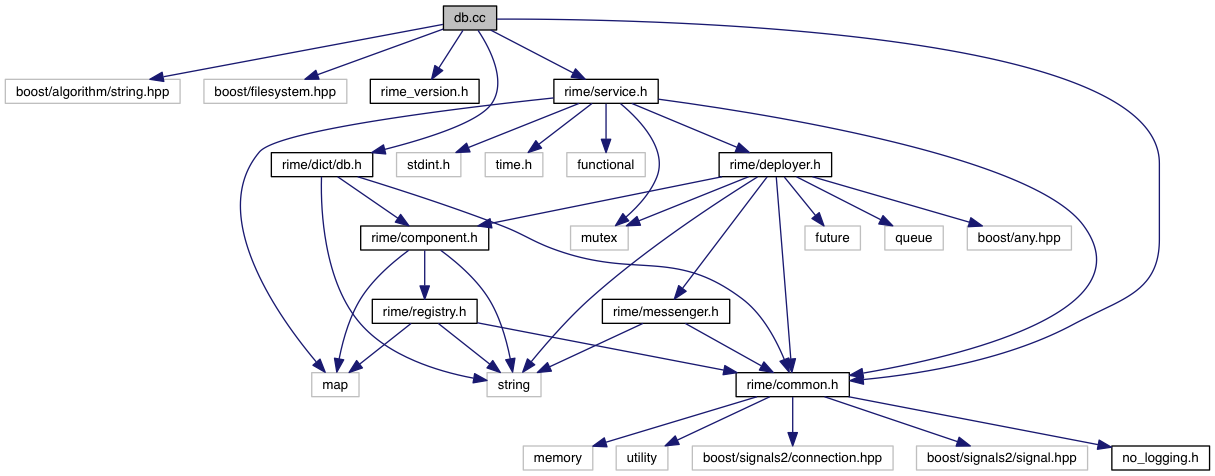 db.cc
boost/algorithm/string.hpp
boost/filesystem.hpp
rime_version.h
rime/service.h
rime/dict/db.h
stdint.h
time.h
functional
rime/deployer.h
rime/component.h
mutex
future
queue
boost/any.hpp
rime/registry.h
rime/messenger.h
map
string
rime/common.h
memory
utility
boost/signals2/connection.hpp
boost/signals2/signal.hpp
no_logging.h